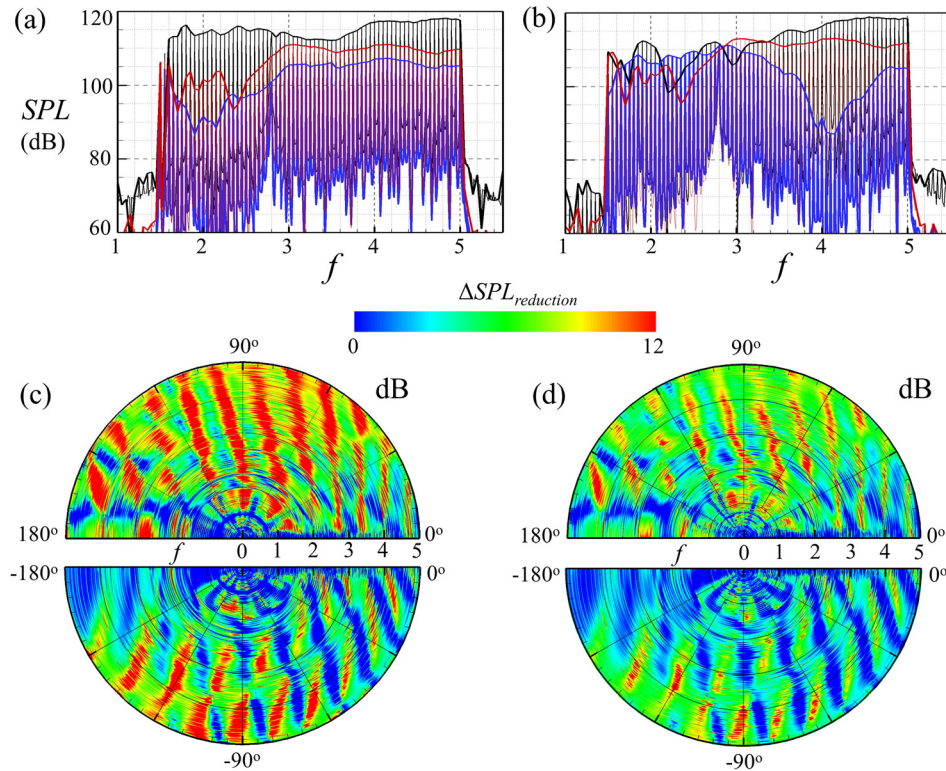 (a)
(b)
120
100
80
60
SPL
(dB)
1 2 3 4 5
f
1 2 3 4 5
f
ΔSPLreduction
0 12
(c)
90°
dB
(d)
90°
dB
180° 0°
f 0 1 2 3 4 5
-180° 0°
-90°
180° 0°
f 0 1 2 3 4 5
-180° 0°
-90°